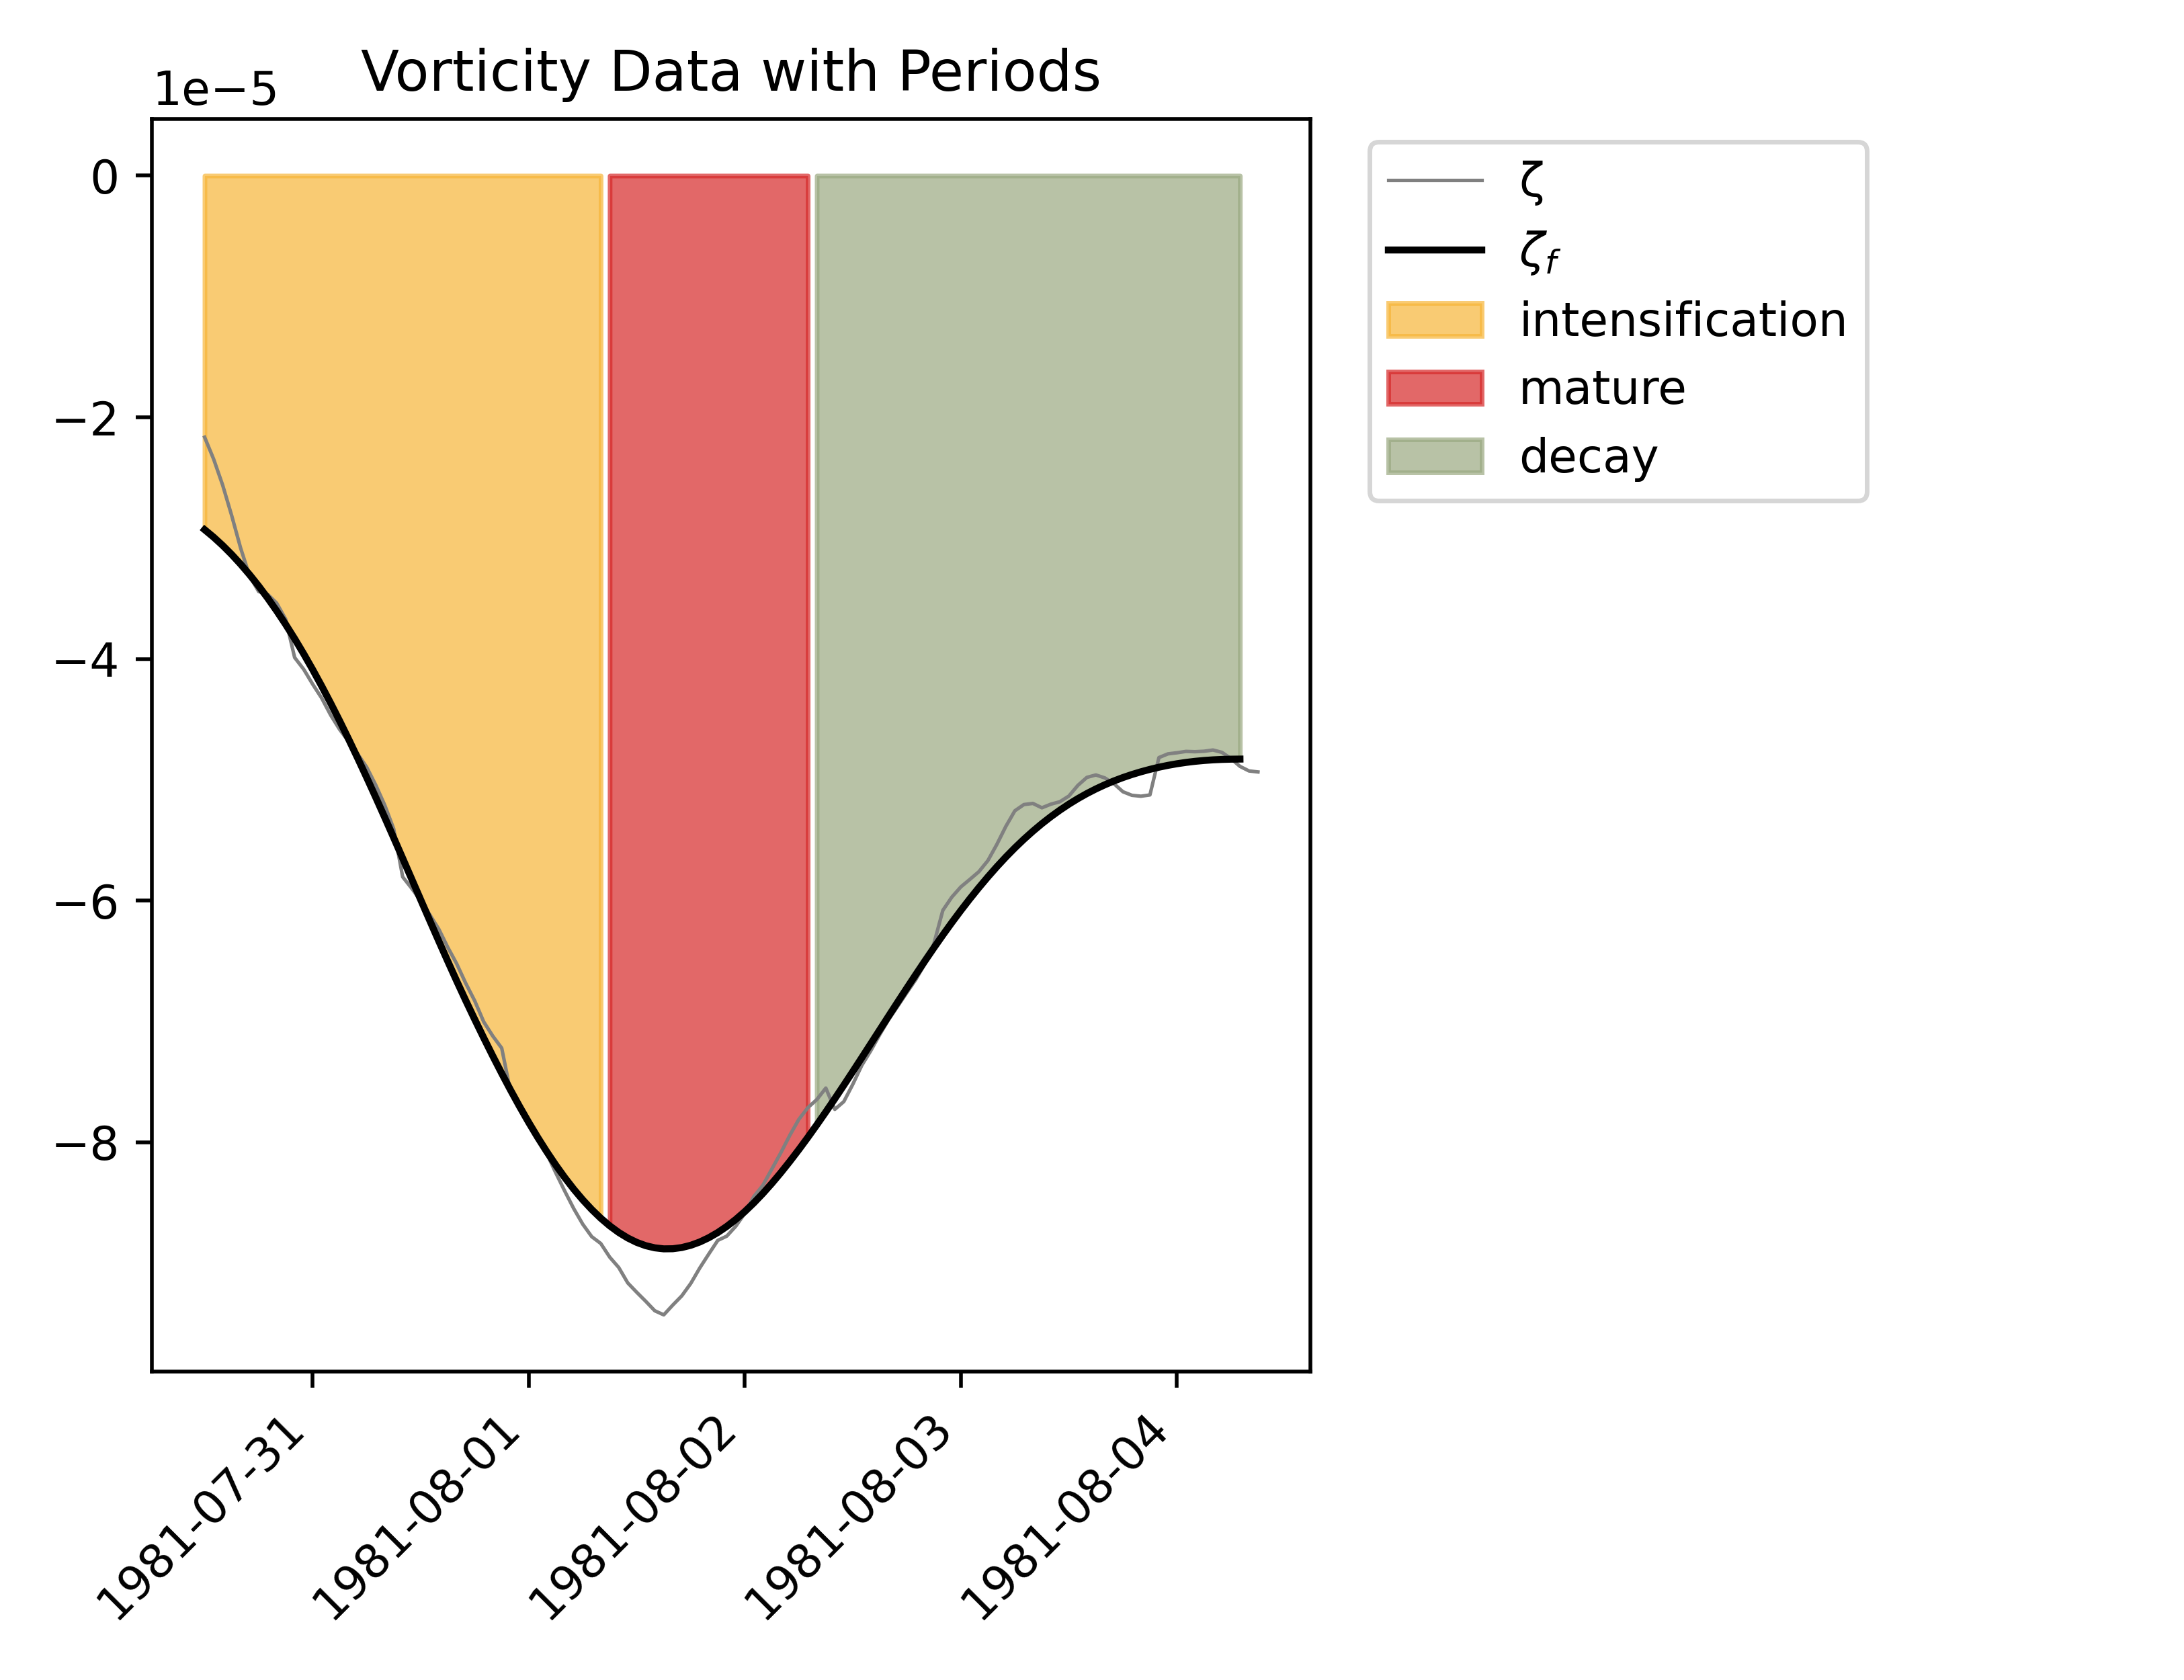 Vorticity Data with Periods
1e−5
0
−2
−4
−6
−8
1981-07-31
1981-08-01
1981-08-02
1981-08-03
1981-08-04
ζ
ζf
intensification
mature
decay